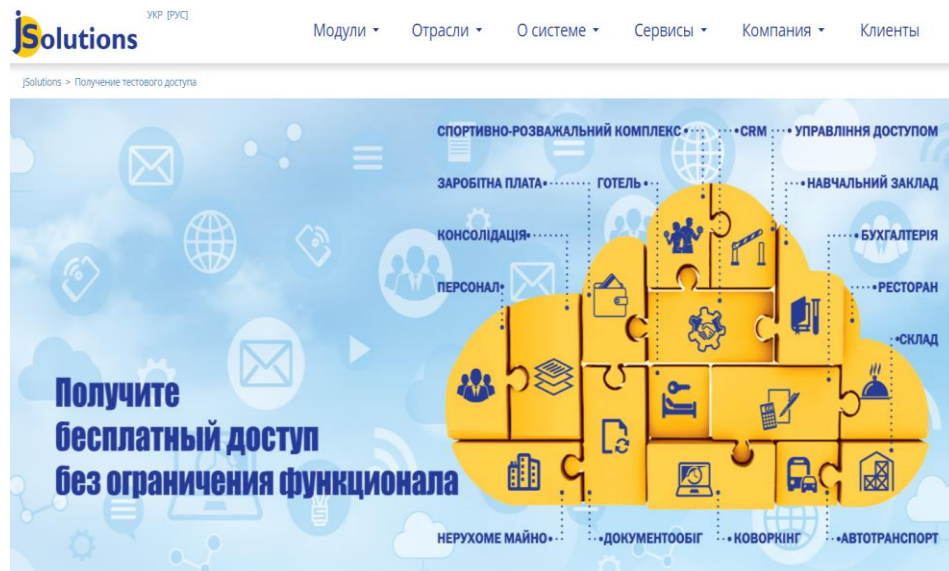 jSolutions
УКР [РУС]
Модули
Отрасли
О системе
Сервисы
Компания
Клиенты
jSolutions > Получение тестового доступа
СПОРТИВНО-РОЗВАЖАЛЬНИЙ КОМПЛЕКС
CRM
УПРАВЛІННЯ ДОСТУПОМ
ЗАРОБІТНА ПЛАТА
ГОТЕЛЬ
НАВЧАЛЬНИЙ ЗАКЛАД
КОНСОЛІДАЦІЯ
БУХГАЛТЕРІЯ
ПЕРСОНАЛ
РЕСТОРАН
СКЛАД
Получите
бесплатный доступ
без ограничения функционала
НЕРУХОМЕ МАЙНО
ДОКУМЕНТООБІГ
КОВОРКІНГ
АВТОТРАНСПОРТ